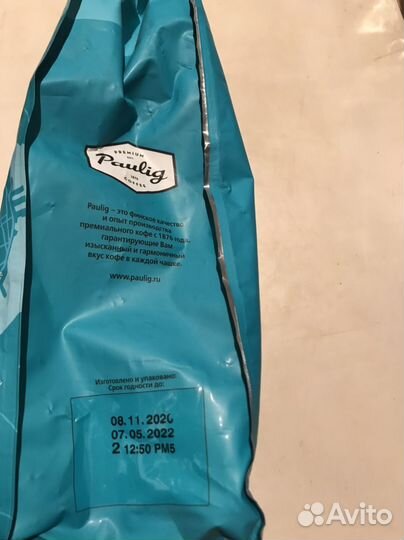 PREMIUM
Paulig
1876
COFFEE
Paulig – это финское качество
и опыт производства
премиального кофе с 1876 года,
гарантирующие Вам
изысканный и гармоничный
вкус кофе в каждой чашке.
www.paulig.ru
Изготовлено и упаковано:
Срок годности до:
08.11.2020
07.05.2022
2 12:50 PM5
Avito